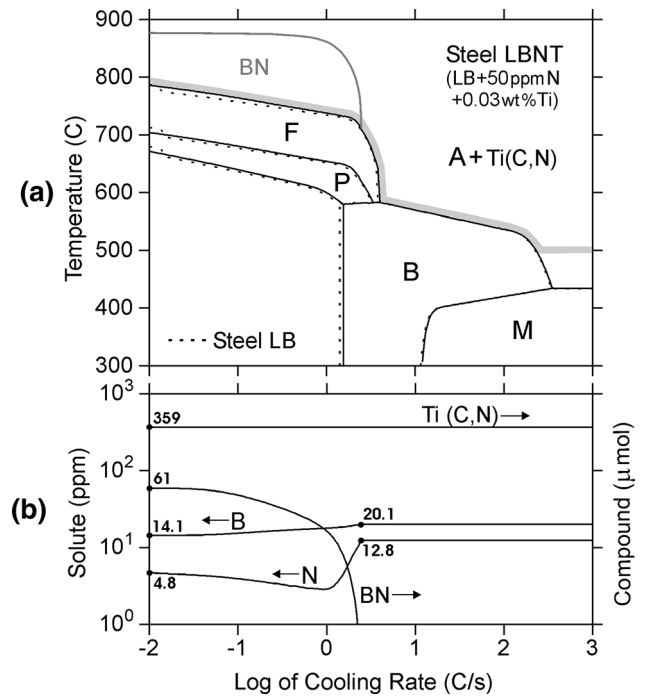 (a)
Temperature (C)
900
800
700
600
500
400
300
BN
Steel LBNT
(LB+50ppmN
+0.03wt%Ti)
F
A+Ti(C,N)
P
B
M
Steel LB
(b)
Solute (ppm)
10³
10²
10¹
10⁰
359
Ti (C,N)
61
14.1
B
20.1
12.8
4.8
N
BN
Compound (μmol)
-2
-1
0
1
2
3
Log of Cooling Rate (C/s)